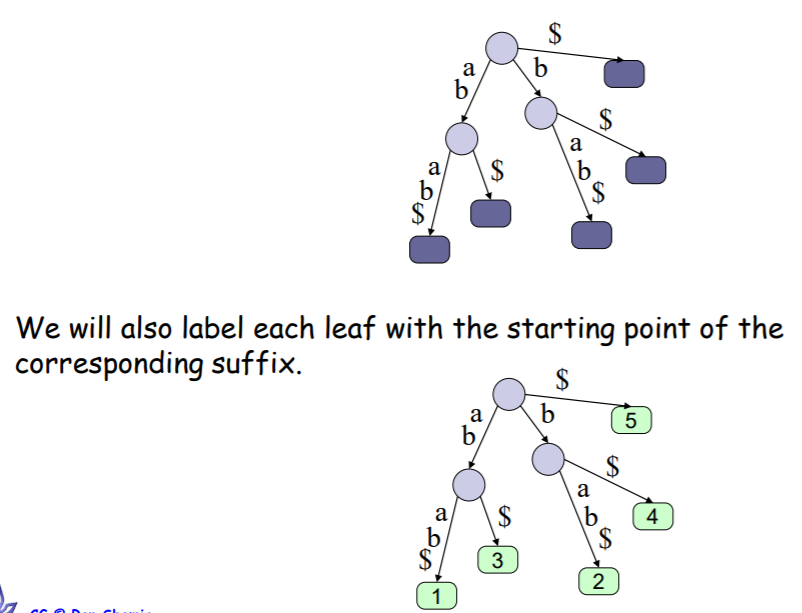 $
a b
b
$
a
a
$
b
b
$
$
We will also label each leaf with the starting point of the
corresponding suffix.
$
a b
5
b
$
a
a
$
4
b
b
$
$
3
2
1